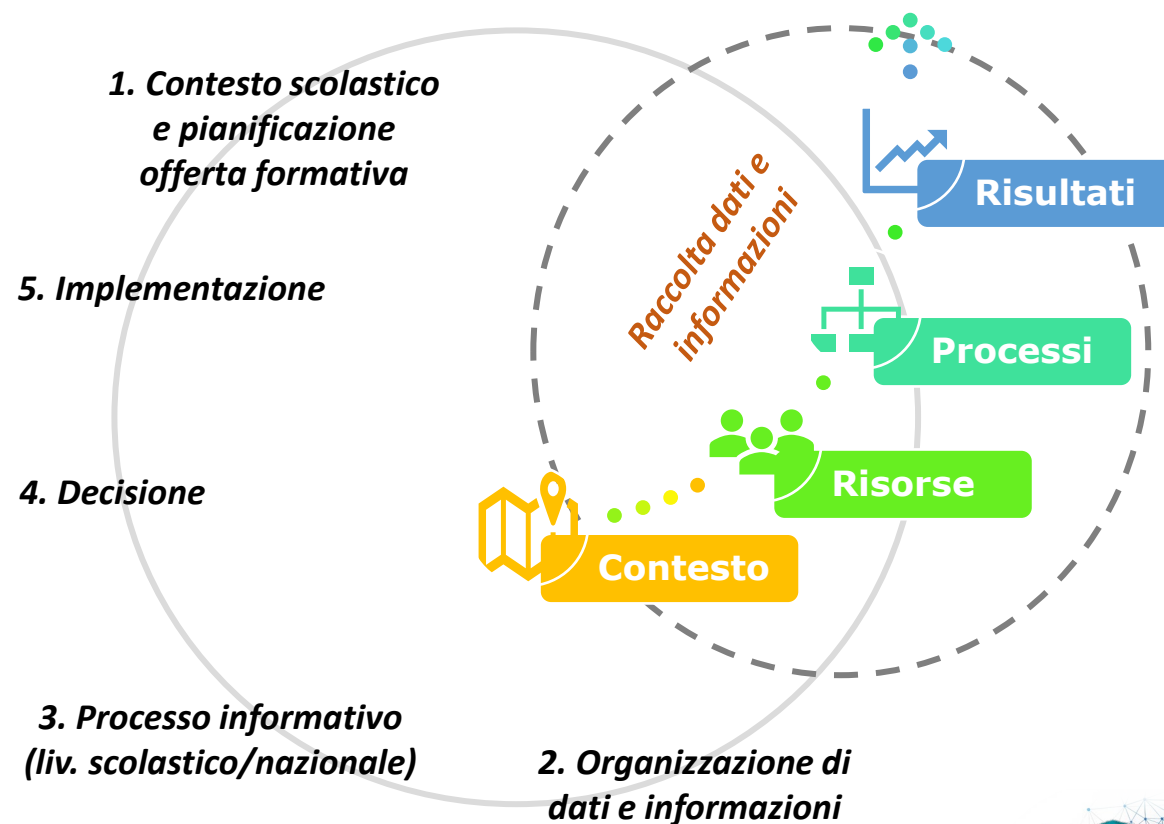 1. Contesto scolastico
e pianificazione
offerta formativa
Raccolta dati e
informazioni
Risultati
5. Implementazione
Processi
4. Decisione
Risorse
Contesto
3. Processo informativo
(liv. scolastico/nazionale)
2. Organizzazione di
dati e informazioni